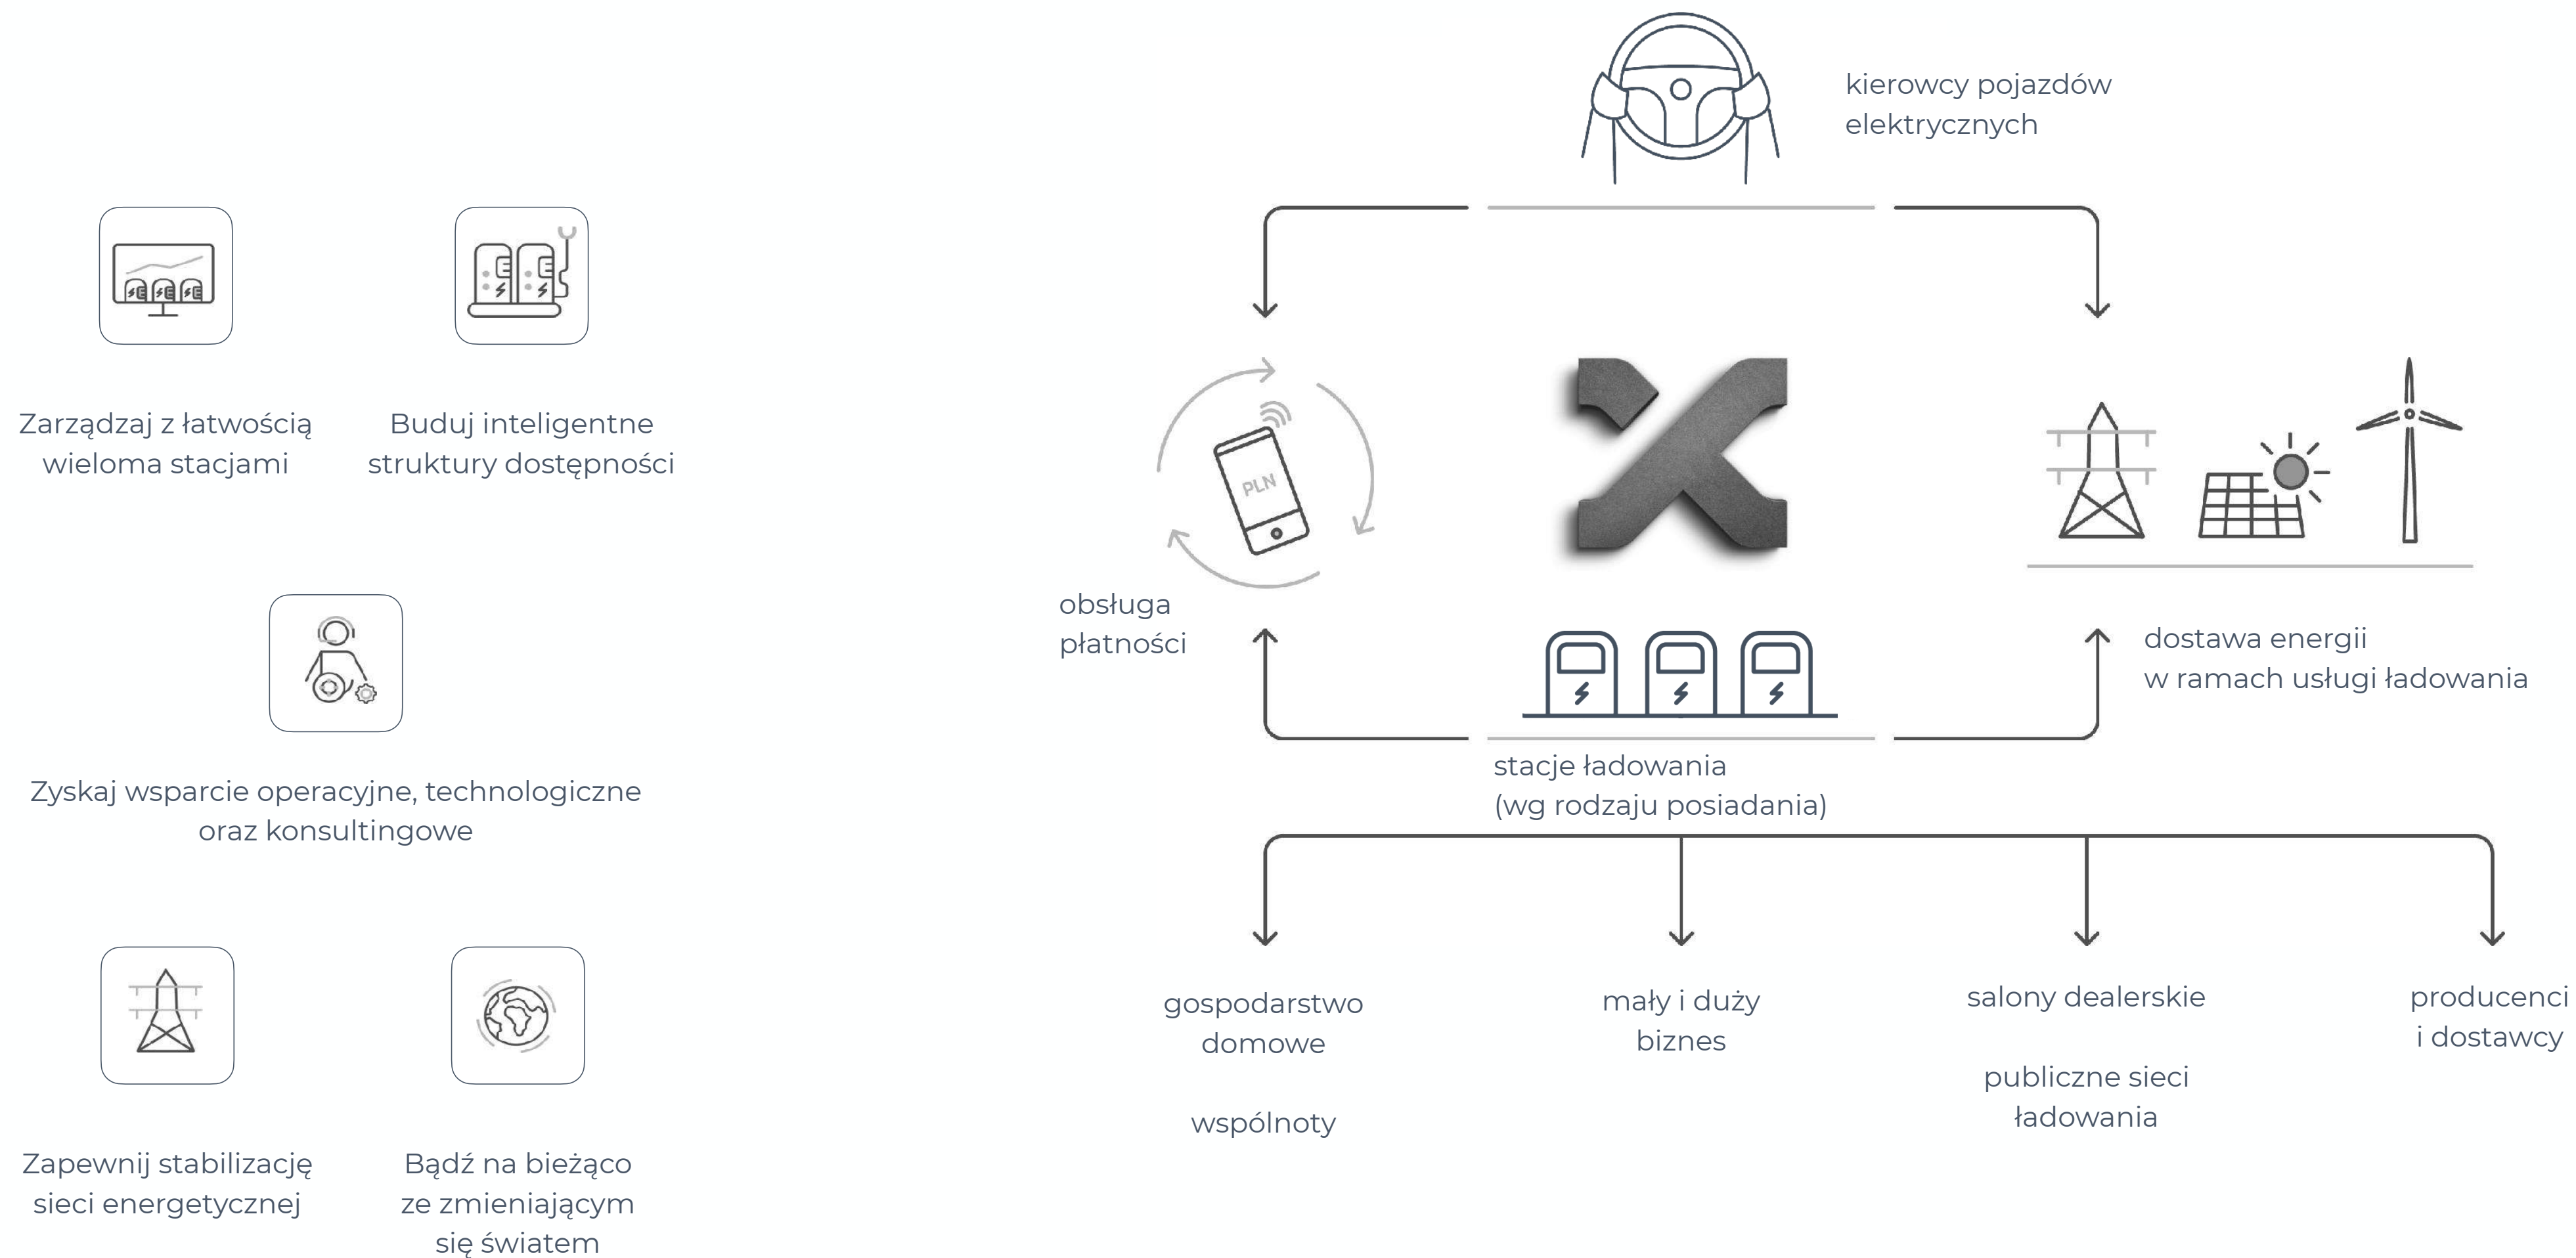 Zarządzaj z łatwością
wieloma stacjami
Buduj inteligentne
struktury dostępności
Zyskaj wsparcie operacyjne, technologiczne
oraz konsultingowe
Zapewnij stabilizację
sieci energetycznej
Bądź na bieżąco
ze zmieniającym
się światem
kierowcy pojazdów
elektrycznych
PLN
obsługa
płatności
dostawa energii
w ramach usługi ładowania
stacje ładowania
(wg rodzaju posiadania)
gospodarstwo
domowe
wspólnoty
mały i duży
biznes
salony dealerskie
publiczne sieci
ładowania
producenci
i dostawcy